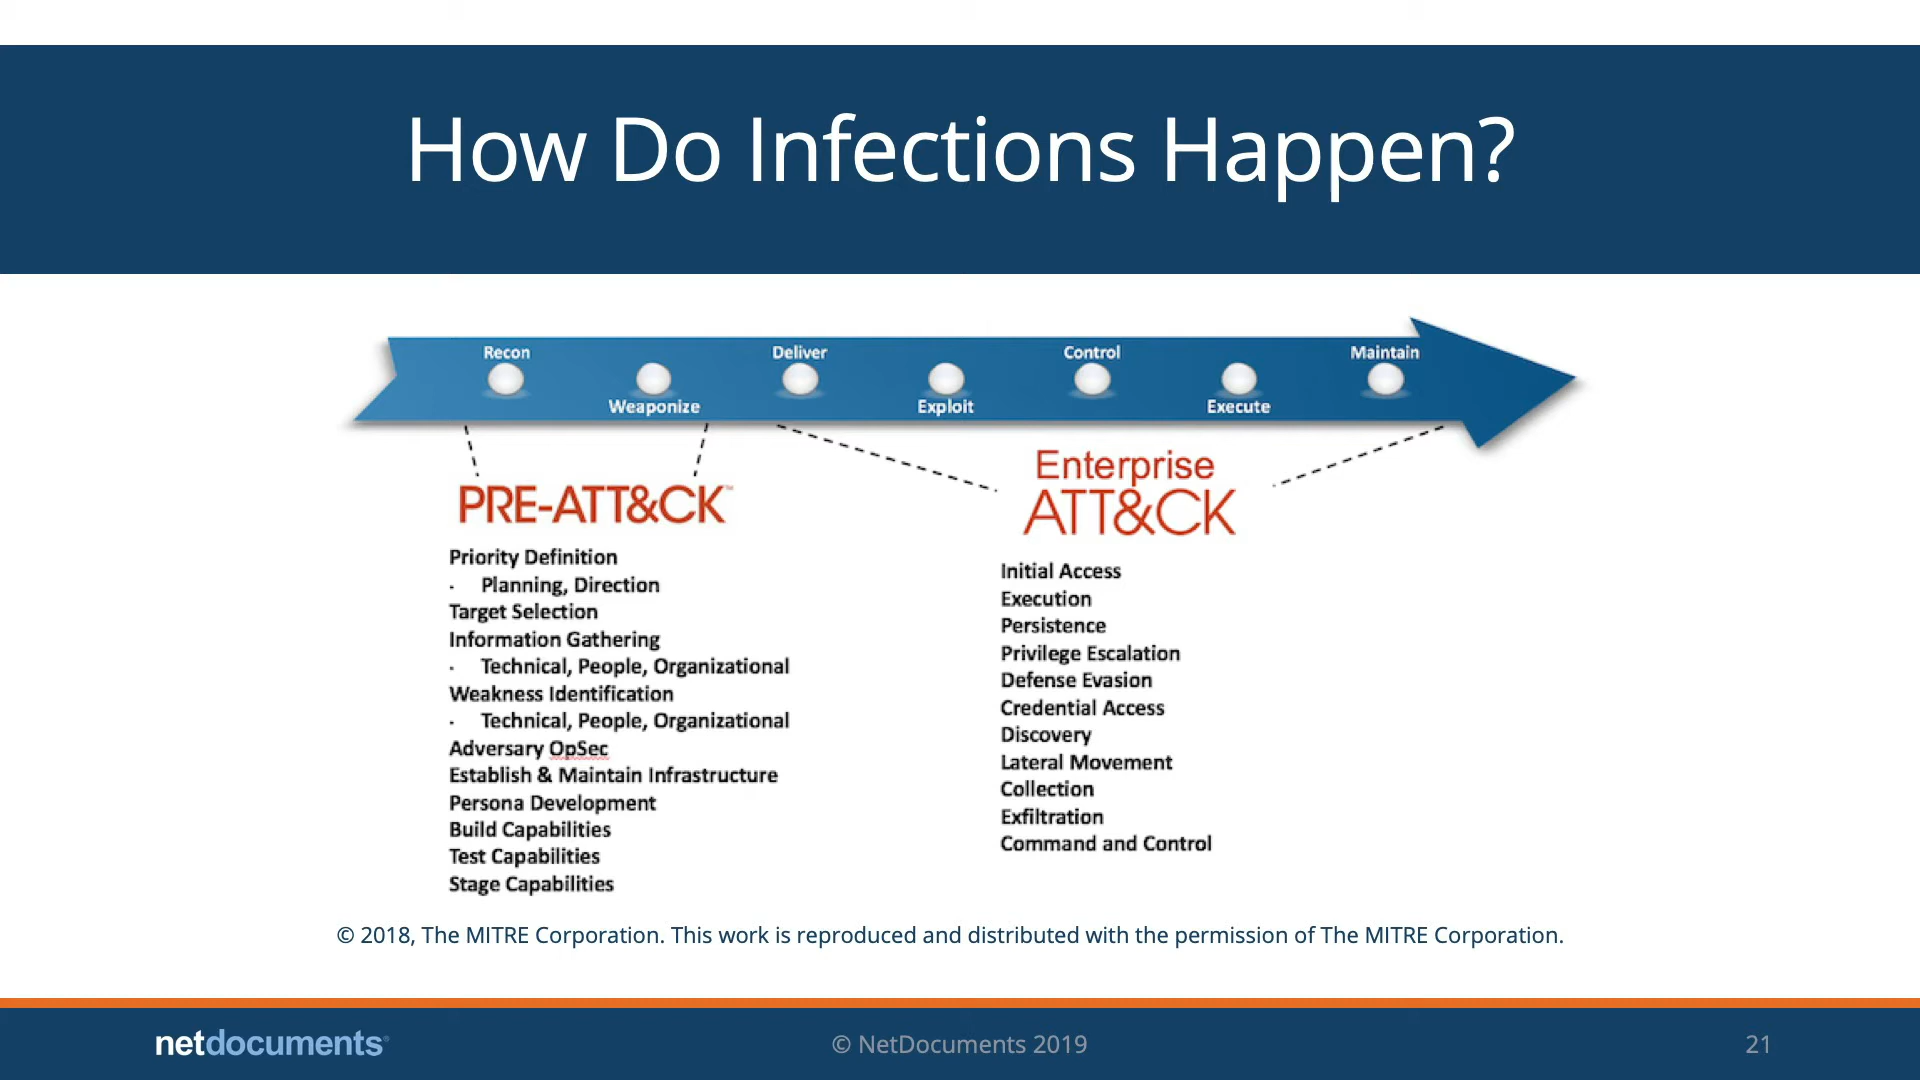 How Do Infections Happen?
Recon
Weaponize
Deliver
Exploit
Control
Execute
Maintain
PRE-ATT&CK™
Priority Definition
· Planning, Direction
Target Selection
Information Gathering
· Technical, People, Organizational
Weakness Identification
· Technical, People, Organizational
Adversary OpSec
Establish & Maintain Infrastructure
Persona Development
Build Capabilities
Test Capabilities
Stage Capabilities
Enterprise
ATT&CK
Initial Access
Execution
Persistence
Privilege Escalation
Defense Evasion
Credential Access
Discovery
Lateral Movement
Collection
Exfiltration
Command and Control
© 2018, The MITRE Corporation. This work is reproduced and distributed with the permission of The MITRE Corporation.
netdocuments®
© NetDocuments 2019
21